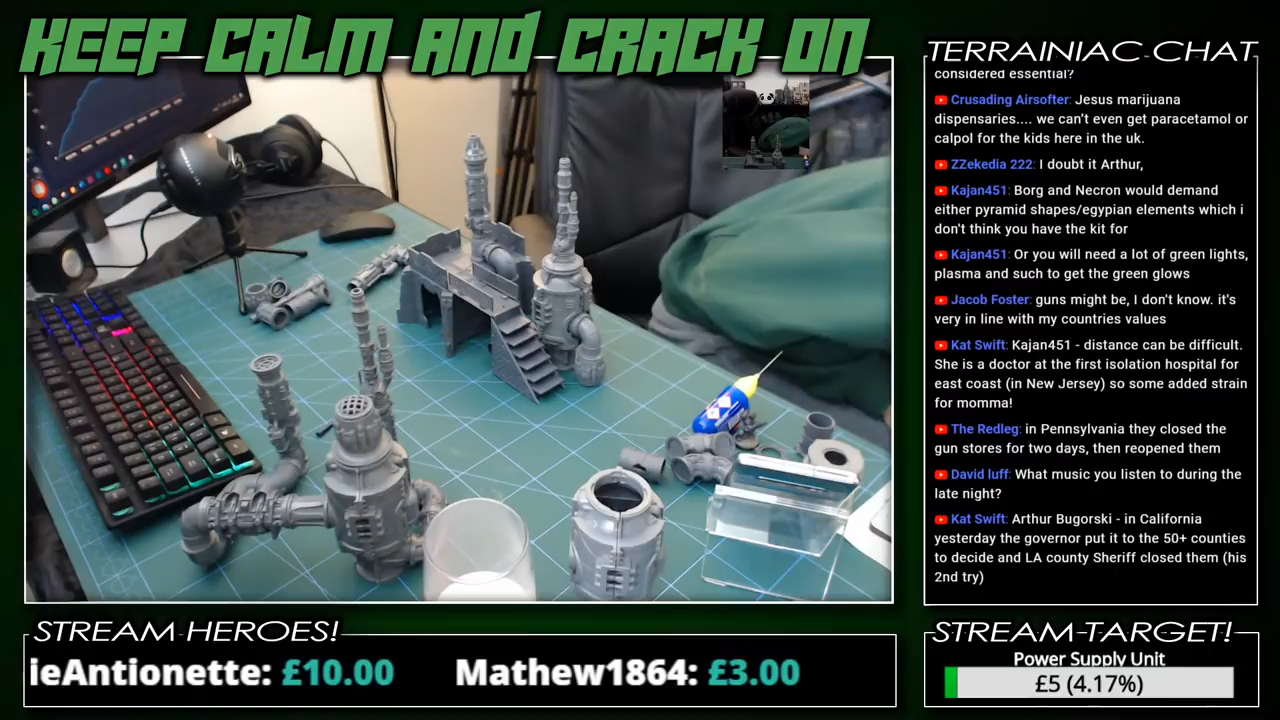 KEEP CALM AND CRACK ON
TERRAINIAC CHAT
considered essential?
Crusading Airsofter: Jesus marijuana
dispensaries.... we can't even get paracetamol or
calpol for the kids here in the uk.
ZZekedia 222: I doubt it Arthur,
Kajan451: Borg and Necron would demand
either pyramid shapes/egypian elements which i
don't think you have the kit for
Kajan451: Or you will need a lot of green lights,
plasma and such to get the green glows
Jacob Foster: guns might be, I don't know. it's
very in line with my countries values
Kat Swift: Kajan451 - distance can be difficult.
She is a doctor at the first isolation hospital for
east coast (in New Jersey) so some added strain
for momma!
The Redleg: in Pennsylvania they closed the
gun stores for two days, then reopened them
David luff: What music you listen to during the
late night?
Kat Swift: Arthur Bugorski - in California
yesterday the governor put it to the 50+ counties
to decide and LA county Sheriff closed them (his
2nd try)
STREAM HEROES!
ieAntionette: £10.00 Mathew1864: £3.00
STREAM TARGET!
Power Supply Unit
£5 (4.17%)